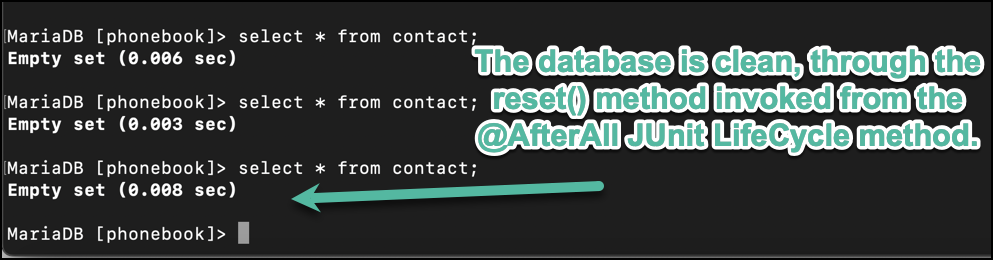 MariaDB [phonebook]> select * from contact;
Empty set (0.006 sec)
MariaDB [phonebook]> select * from contact;
Empty set (0.003 sec)
MariaDB [phonebook]> select * from contact;
Empty set (0.008 sec)
MariaDB [phonebook]>
The database is clean, through the
reset() method invoked from the
@AfterAll JUnit LifeCycle method.